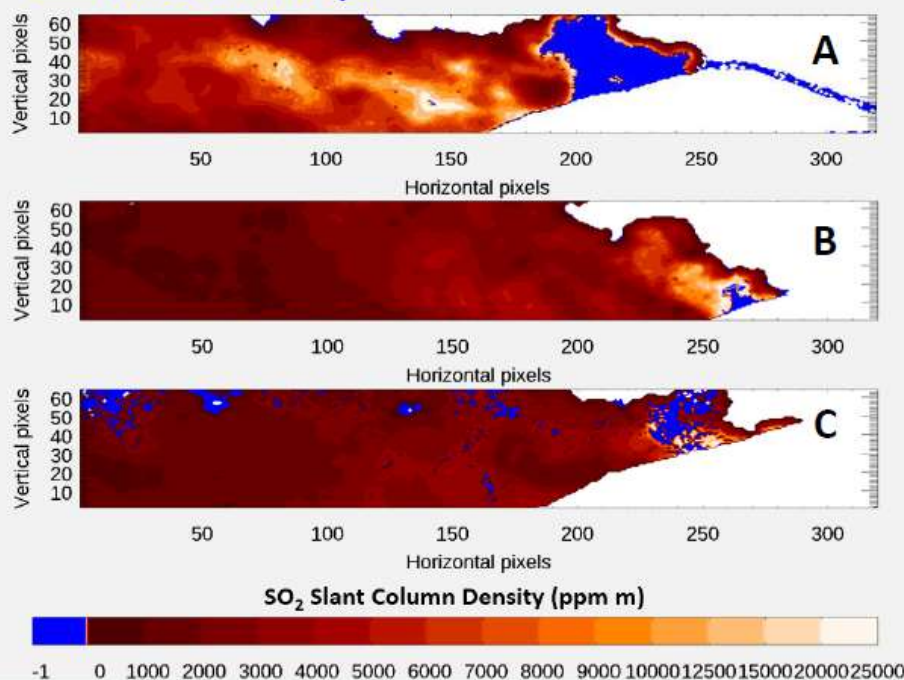 A
Vertical pixels
60
50
40
30
20
10
50 100 150 200 250 300
Horizontal pixels
B
Vertical pixels
60
50
40
30
20
10
50 100 150 200 250 300
Horizontal pixels
C
Vertical pixels
60
50
40
30
20
10
50 100 150 200 250 300
Horizontal pixels
SO₂ Slant Column Density (ppm m)
-1 0 1000 2000 3000 4000 5000 6000 7000 8000 9000 10000 12500 15000 20000 25000